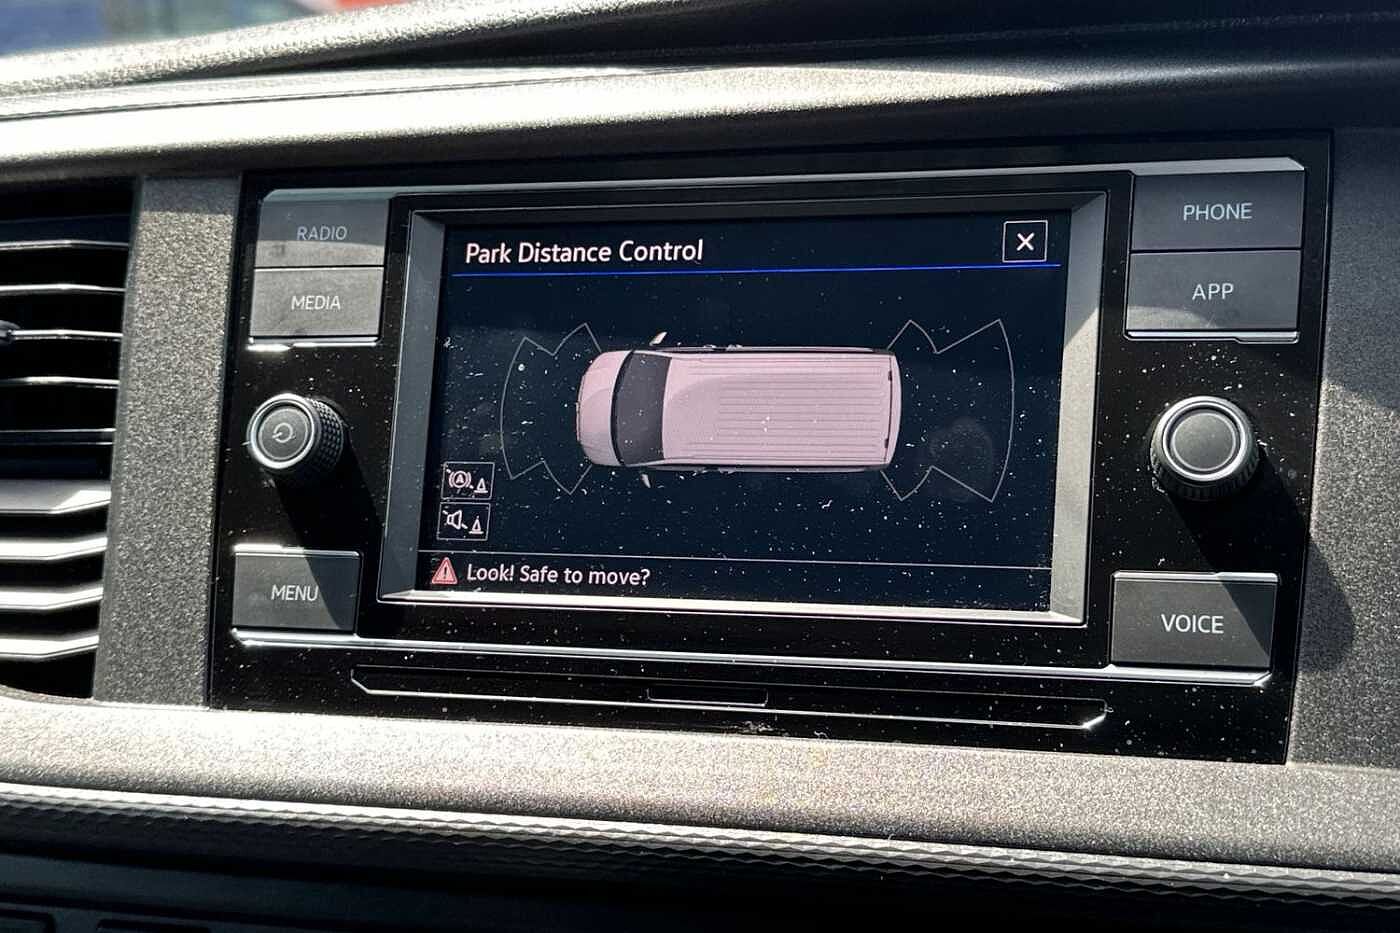 RADIO
MEDIA
MENU
Park Distance Control
Look! Safe to move?
PHONE
APP
VOICE